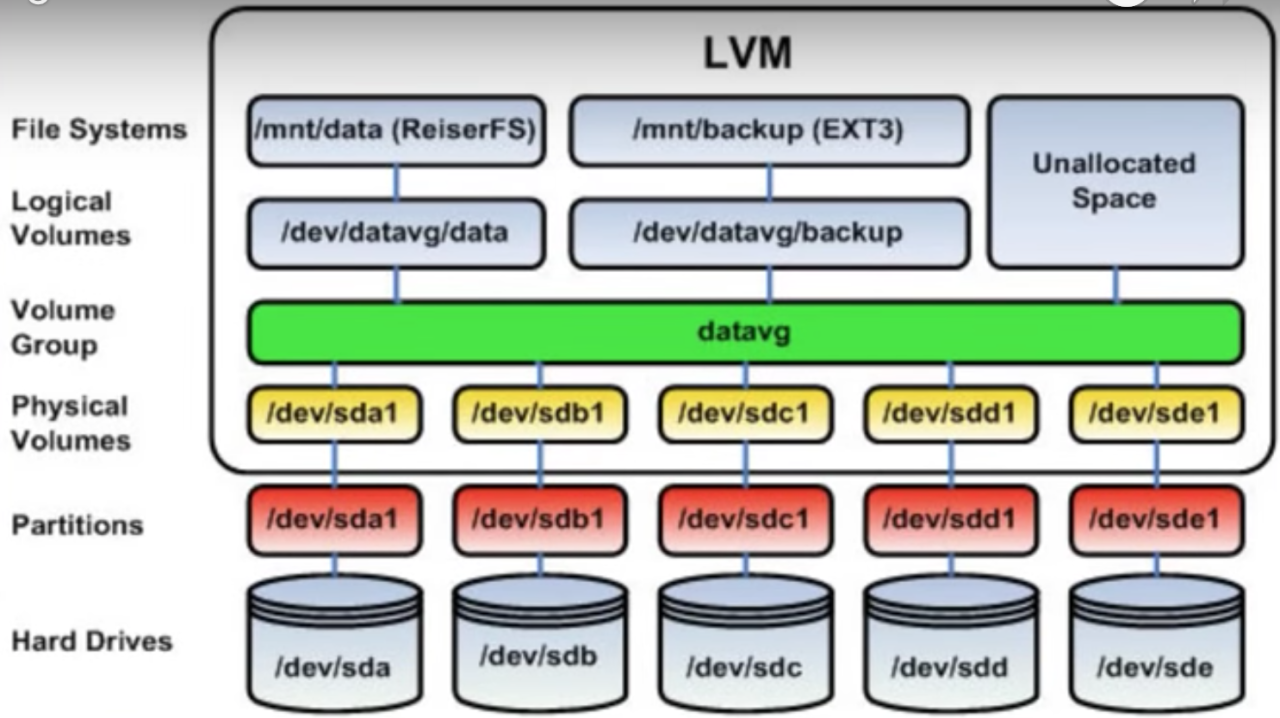 LVM
File Systems
/mnt/data (ReiserFS)
/mnt/backup (EXT3)
Unallocated
Space
Logical
Volumes
/dev/datavg/data
/dev/datavg/backup
Volume
Group
datavg
Physical
Volumes
/dev/sda1
/dev/sdb1
/dev/sdc1
/dev/sdd1
/dev/sde1
Partitions
/dev/sda1
/dev/sdb1
/dev/sdc1
/dev/sdd1
/dev/sde1
Hard Drives
/dev/sda
/dev/sdb
/dev/sdc
/dev/sdd
/dev/sde